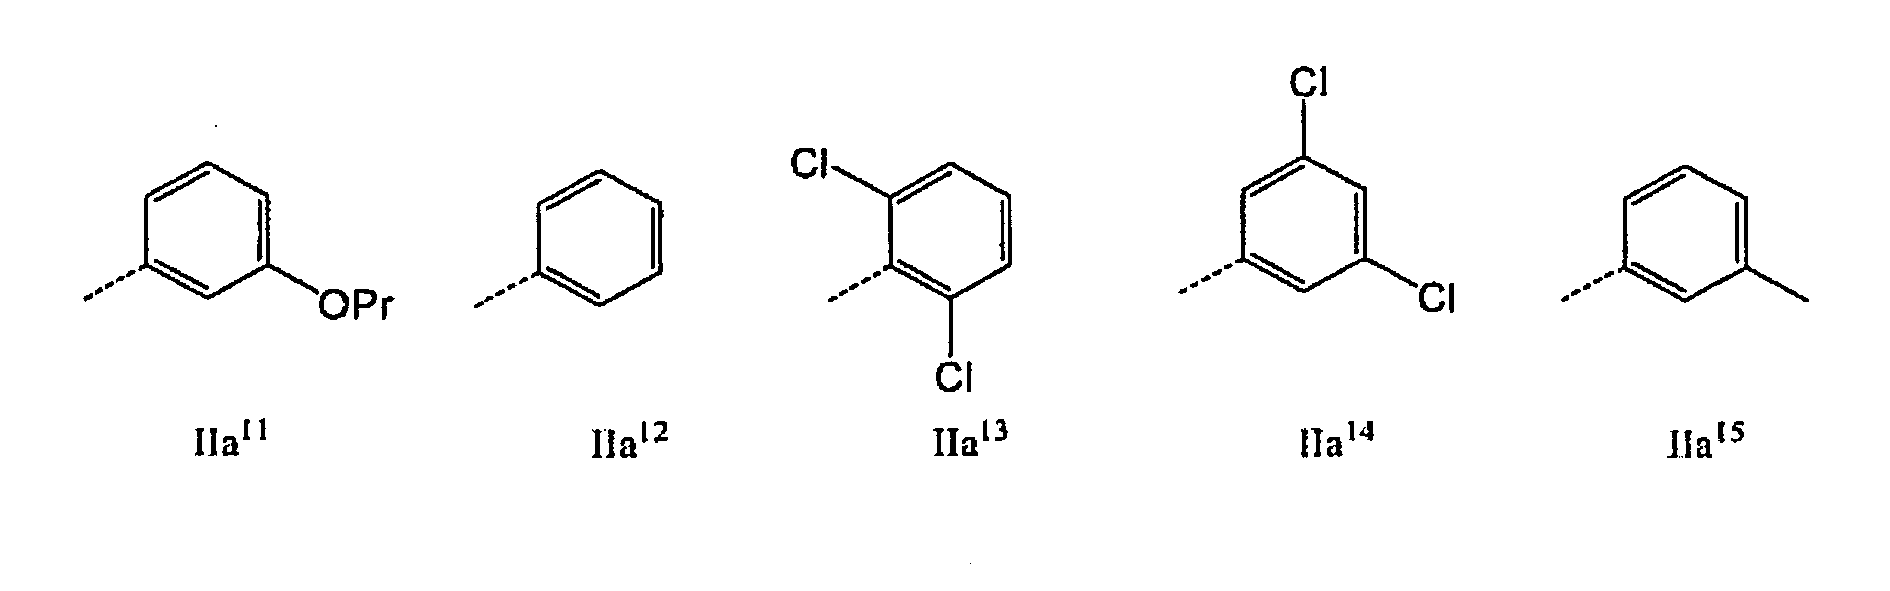 Cl
Cl
OPr
Cl
Cl
IIa¹¹ IIa¹² IIa¹³ IIa¹⁴ IIa¹⁵